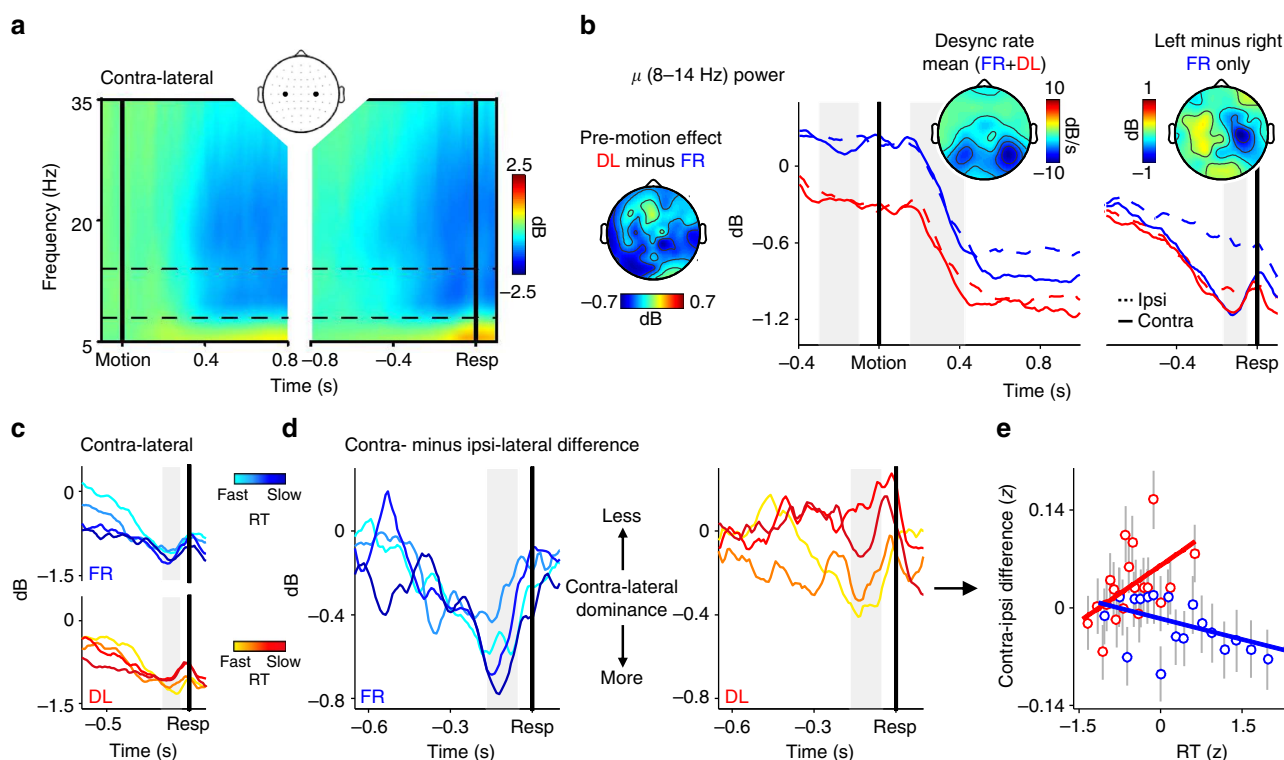 a
Contra-lateral
35
20
5
Frequency (Hz)
Motion
0.4
0.8
−0.8
−0.4
Resp
Time (s)
2.5
−2.5
dB
b
μ (8–14 Hz) power
Pre-motion effect
DL minus FR
−0.7
0.7
dB
Desync rate
mean (FR+DL)
10
−10
dB/s
Left minus right
FR only
1
−1
dB
0
−0.6
−1.2
dB
−0.4
Motion
0.4
0.8
Resp
Time (s)
Ipsi
Contra
c
Contra-lateral
0
−1.5
FR
Fast Slow
RT
0
−1.5
DL
Fast Slow
RT
dB
−0.5
Resp
Time (s)
d
Contra- minus ipsi-lateral difference
0
−0.4
−0.8
dB
FR
−0.6
−0.3
Resp
Time (s)
Less
Contra-lateral
dominance
More
0
−0.4
−0.8
DL
−0.6
−0.3
Resp
Time (s)
e
Contra-ipsi difference (z)
0.14
0
−0.14
−1.5
0
1.5
RT (z)